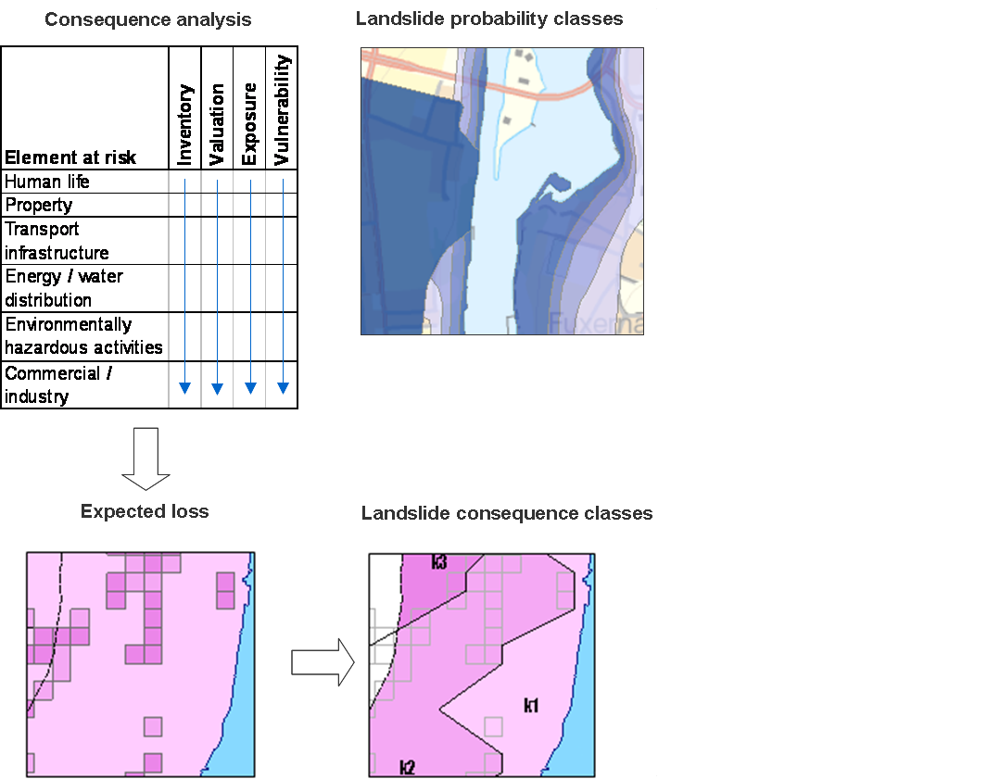 Consequence analysis
Landslide probability classes
Element at risk
Inventory
Valuation
Exposure
Vulnerability
Human life
Property
Transport
infrastructure
Energy / water
distribution
Environmentally
hazardous activities
Commercial /
industry
Fuxerna
Expected loss
Landslide consequence classes
k3
k1
k2